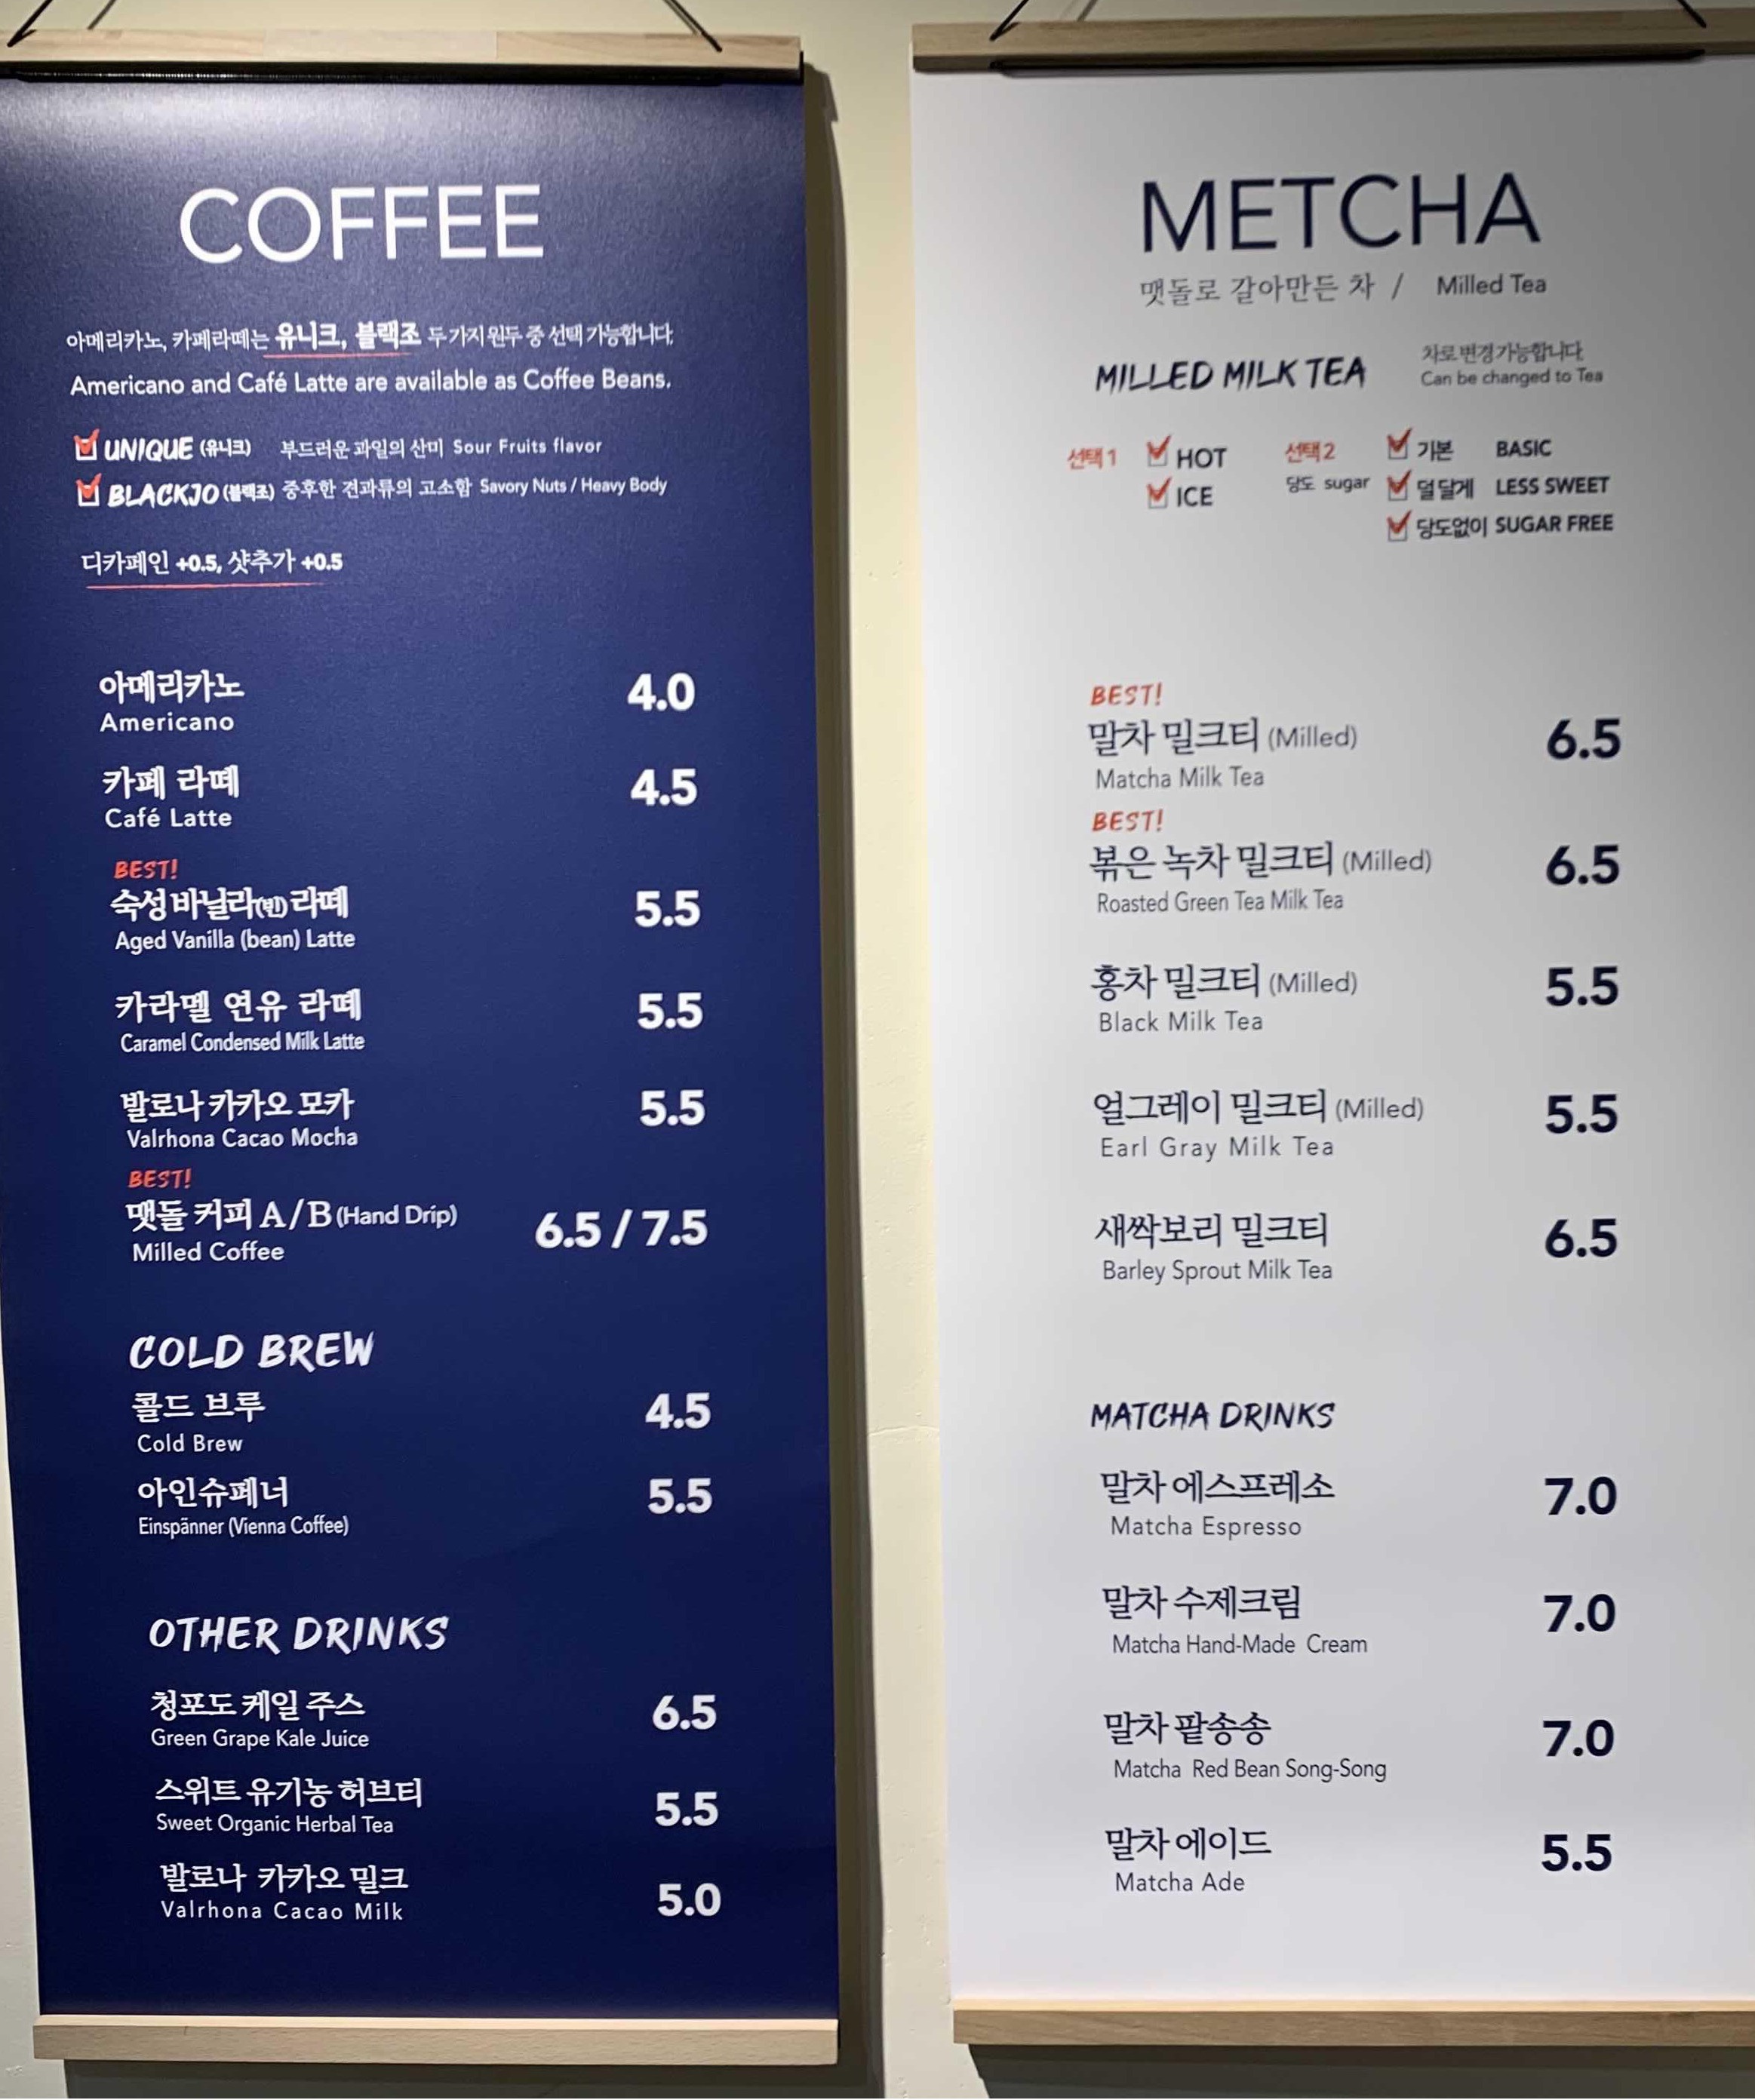 COFFEE
아메리카노, 카페라떼는 유니크, 블랙조 두가지 원두 중 선택 가능합니다.
Americano and Café Latte are available as Coffee Beans.
UNIQUE (유니크) 부드러운 과일의 산미 Sour Fruits flavor
BLACKJO (블랙조) 중후한 견과류의 고소함 Savory Nuts / Heavy Body
디카페인 +0.5, 샷추가 +0.5
아메리카노 4.0
Americano
카페 라떼 4.5
Café Latte
BEST!
숙성 바닐라(빈) 라떼 5.5
Aged Vanilla (bean) Latte
카라멜 연유 라떼 5.5
Caramel Condensed Milk Latte
발로나 카카오 모카 5.5
Valrhona Cacao Mocha
BEST!
맷돌 커피 A/B (Hand Drip) 6.5 / 7.5
Milled Coffee
COLD BREW
콜드 브루 4.5
Cold Brew
아인슈페너 5.5
Einspänner (Vienna Coffee)
OTHER DRINKS
청포도 케일 주스 6.5
Green Grape Kale Juice
스위트 유기농 허브티 5.5
Sweet Organic Herbal Tea
발로나 카카오 밀크 5.0
Valrhona Cacao Milk
METCHA
맷돌로 갈아만든 차 / Milled Tea
MILLED MILK TEA
차로 변경 가능합니다.
Can be changed to Tea
선택1 HOT
ICE
선택2 기본 BASIC
당도 sugar 덜 달게 LESS SWEET
당도없이 SUGAR FREE
BEST!
말차 밀크티 (Milled) 6.5
Matcha Milk Tea
BEST!
볶은 녹차 밀크티 (Milled) 6.5
Roasted Green Tea Milk Tea
홍차 밀크티 (Milled) 5.5
Black Milk Tea
얼그레이 밀크티 (Milled) 5.5
Earl Gray Milk Tea
새싹보리 밀크티 6.5
Barley Sprout Milk Tea
MATCHA DRINKS
말차 에스프레소 7.0
Matcha Espresso
말차 수제크림 7.0
Matcha Hand-Made Cream
말차 팥송송 7.0
Matcha Red Bean Song-Song
말차 에이드 5.5
Matcha Ade